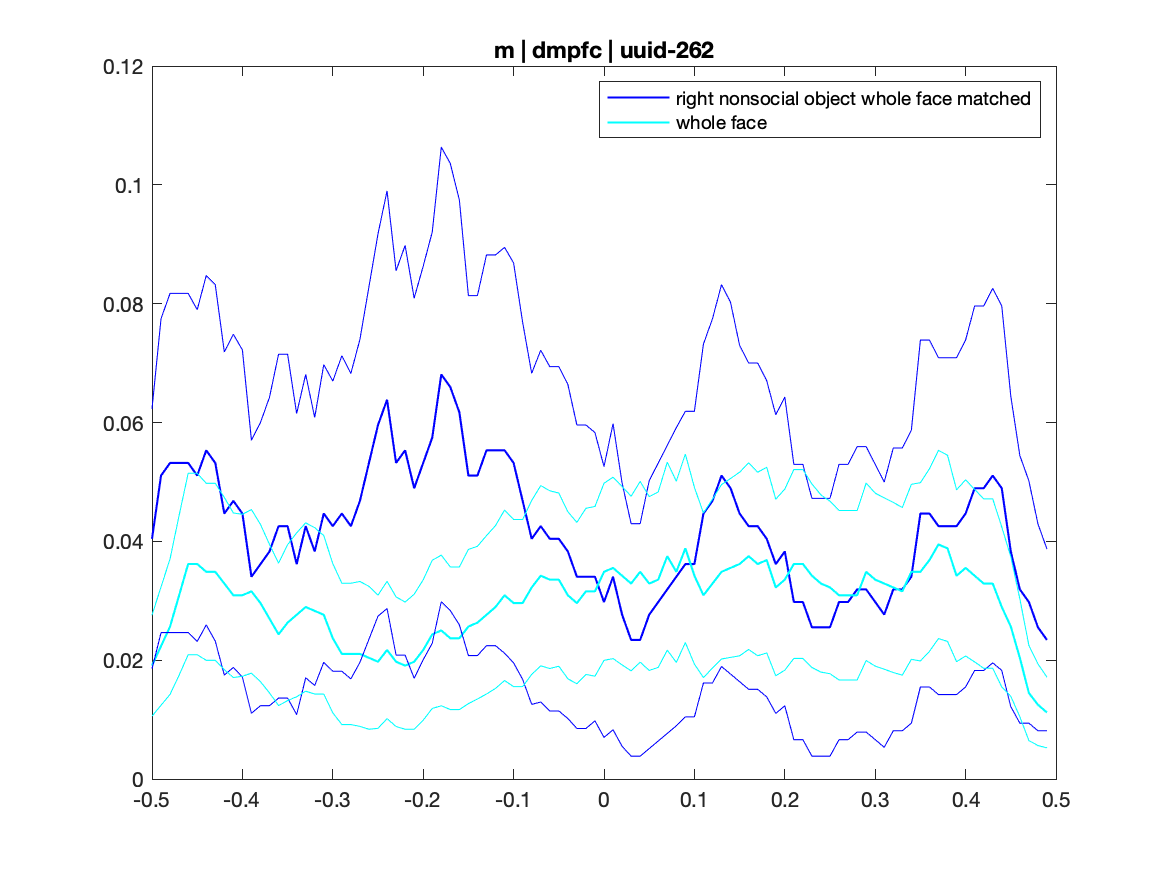 m | dmpfc | uuid-262
0.12
right nonsocial object whole face matched
whole face
0.1
0.08
0.06
0.04
0.02
0
-0.5 -0.4 -0.3 -0.2 -0.1 0 0.1 0.2 0.3 0.4 0.5